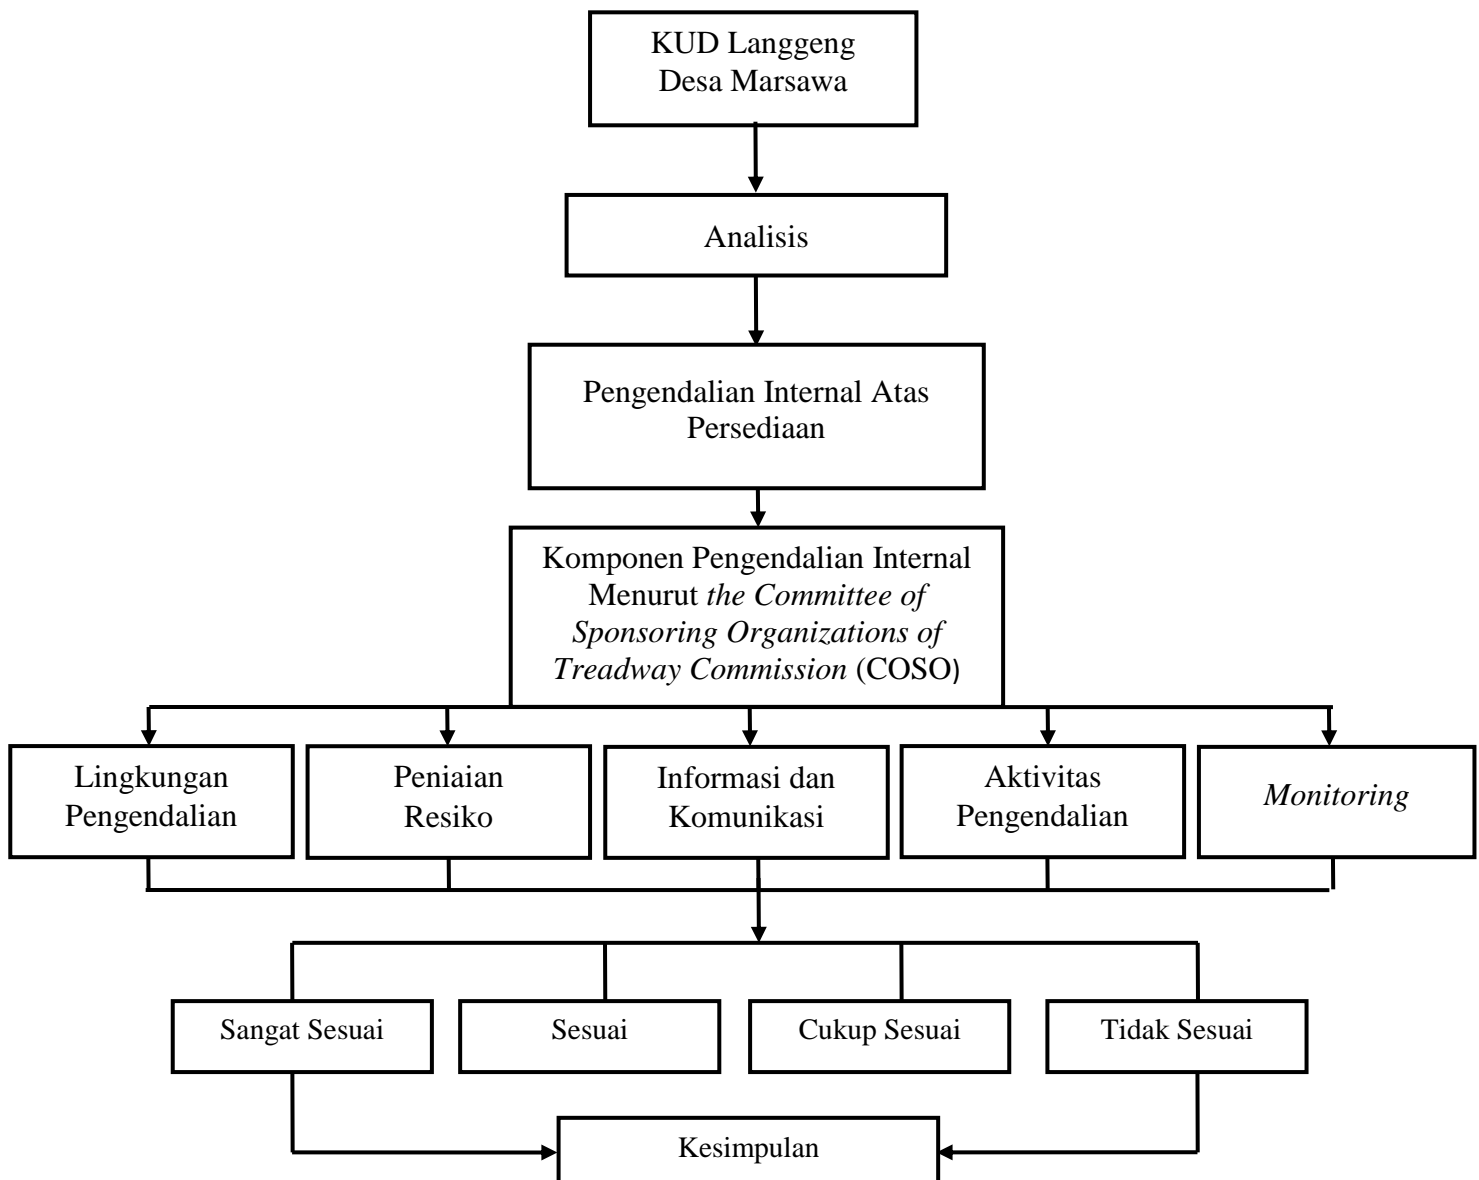 KUD Langgeng
Desa Marsawa
Analisis
Pengendalian Internal Atas
Persediaan
Komponen Pengendalian Internal
Menurut the Committee of
Sponsoring Organizations of
Treadway Commission (COSO)
Lingkungan
Pengendalian
Peniaian
Resiko
Informasi dan
Komunikasi
Aktivitas
Pengendalian
Monitoring
Sangat Sesuai
Sesuai
Cukup Sesuai
Tidak Sesuai
Kesimpulan